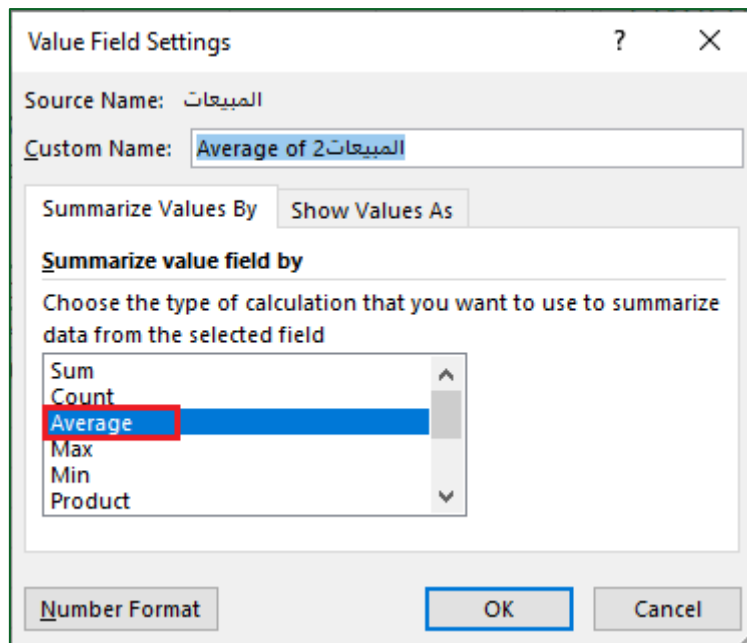 Value Field Settings ? ×
Source Name: المبيعات
Custom Name: Average of المبيعات2
Summarize Values By Show Values As
Summarize value field by
Choose the type of calculation that you want to use to summarize
data from the selected field
Sum
Count
Average
Max
Min
Product
Number Format OK Cancel